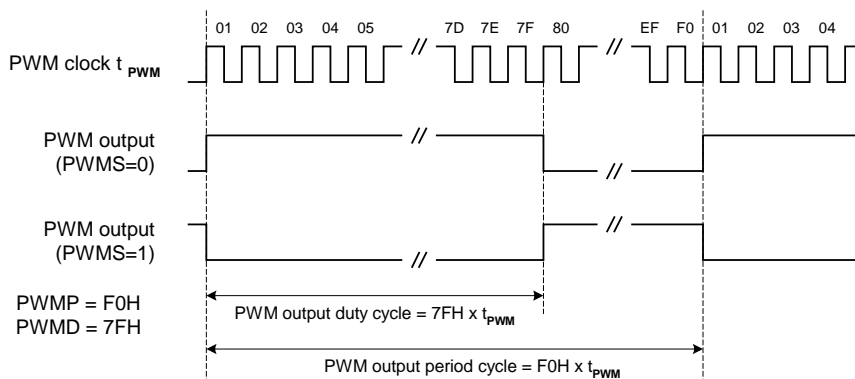 01 02 03 04 05 // 7D 7E 7F 80 EF F0 01 02 03 04
PWM clock t PWM // 
PWM output // //
(PWMS=0)
PWM output // //
(PWMS=1)
PWMP = F0H
PWMD = 7FH
PWM output duty cycle = 7FH x tPWM
PWM output period cycle = F0H x tPWM